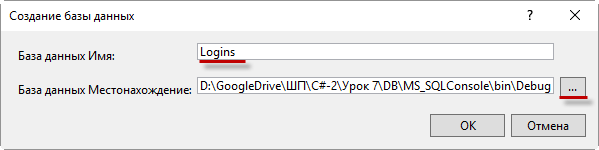 Создание базы данных ? ×
База данных Имя: Logins
База данных Местонахождение: D:\GoogleDrive\ШП\C#-2\Урок 7\DB\MS_SQLConsole\bin\Debug ...
ОК Отмена